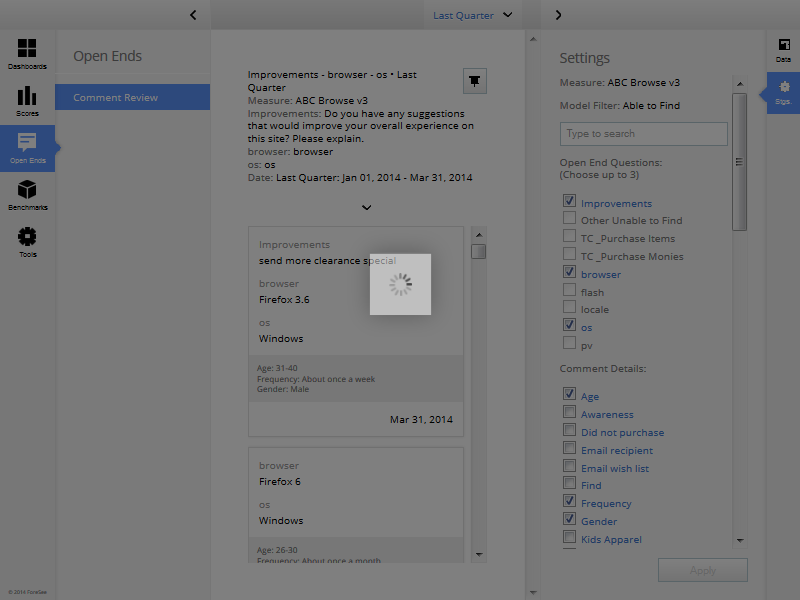 Last Quarter
Dashboards
Scores
Open Ends
Benchmarks
Tools
© 2014 ForeSee
Open Ends
Comment Review
Improvements - browser - os • Last
Quarter
Measure: ABC Browse v3
Improvements: Do you have any suggestions
that would improve your overall experience on
this site? Please explain.
browser: browser
os: os
Date: Last Quarter: Jan 01, 2014 - Mar 31, 2014
Improvements
send more clearance special
browser
Firefox 3.6
os
Windows
Age: 31-40
Frequency: About once a week
Gender: Male
Mar 31, 2014
browser
Firefox 6
os
Windows
Age: 26-30
Frequency: About once a month
Settings
Measure: ABC Browse v3
Model Filter: Able to Find
Type to search
Open End Questions:
(Choose up to 3)
Improvements
Other Unable to Find
TC _Purchase Items
TC _Purchase Monies
browser
flash
locale
os
pv
Comment Details:
Age
Awareness
Did not purchase
Email recipient
Email wish list
Find
Frequency
Gender
Kids Apparel
Apply
Data
Stgs.